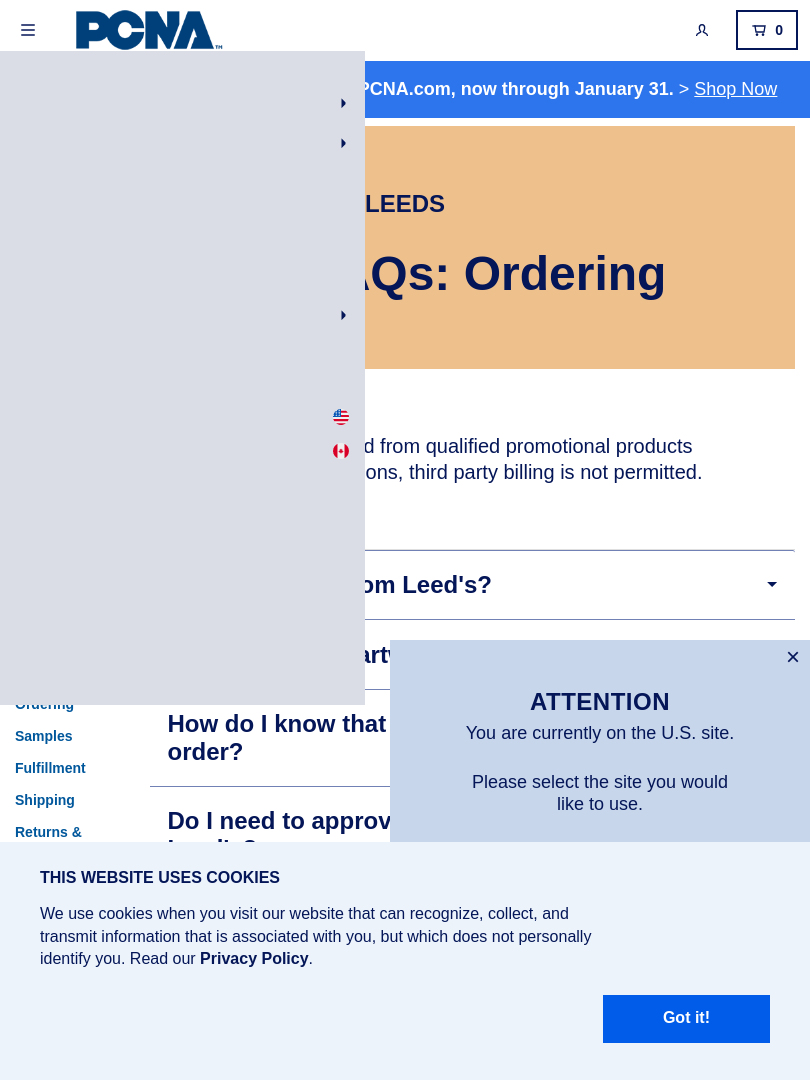 PCNA™
0
PCNA.com, now through January 31. > Shop Now
LEEDS
AQs: Ordering
d from qualified promotional products
ons, third party billing is not permitted.
om Leed's?
artw
Ordering
Samples
Fulfillment
Shipping
Returns &
How do I know that
order?
Do I need to approv
×
ATTENTION
You are currently on the U.S. site.
Please select the site you would
like to use.
THIS WEBSITE USES COOKIES
We use cookies when you visit our website that can recognize, collect, and
transmit information that is associated with you, but which does not personally
identify you. Read our Privacy Policy.
Got it!